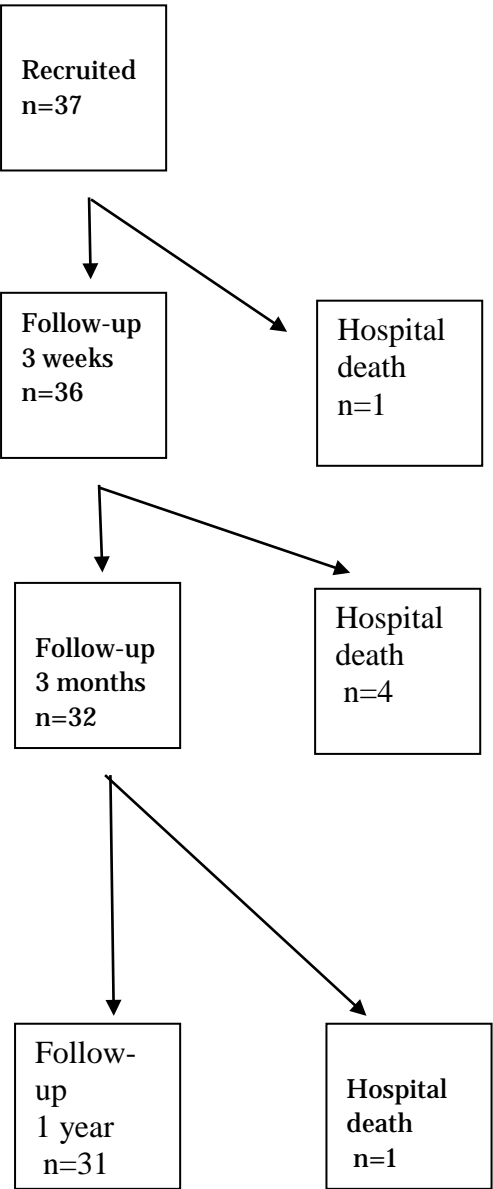 Recruited
n=37
Follow-up
3 weeks
n=36
Hospital
death
n=1
Follow-up
3 months
n=32
Hospital
death
n=4
Follow-
up
1 year
n=31
Hospital
death
n=1